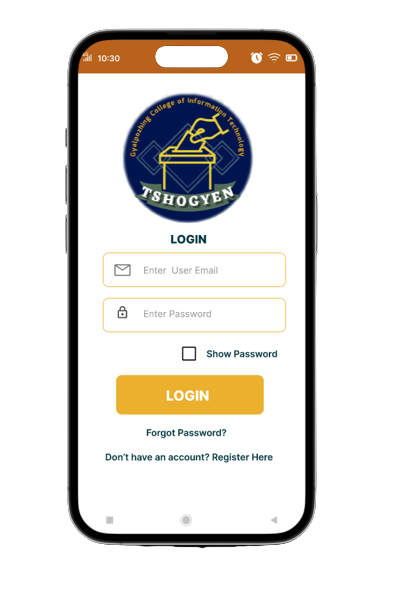 10:30
Gyalpozhing College of Information Technology
TSHOGYEN
LOGIN
Enter User Email
Enter Password
Show Password
LOGIN
Forgot Password?
Don't have an account? Register Here